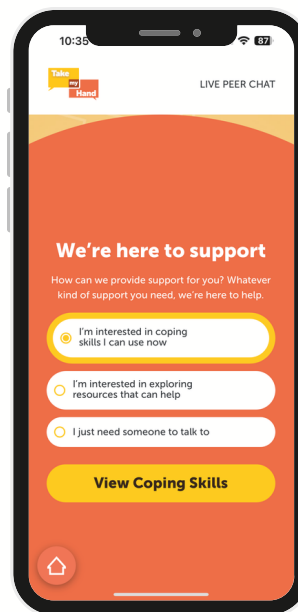 10:35
87
Take
my
Hand
LIVE PEER CHAT
We're here to support
How can we provide support for you? Whatever
kind of support you need, we're here to help.
I'm interested in coping
skills I can use now
I'm interested in exploring
resources that can help
I just need someone to talk to
View Coping Skills